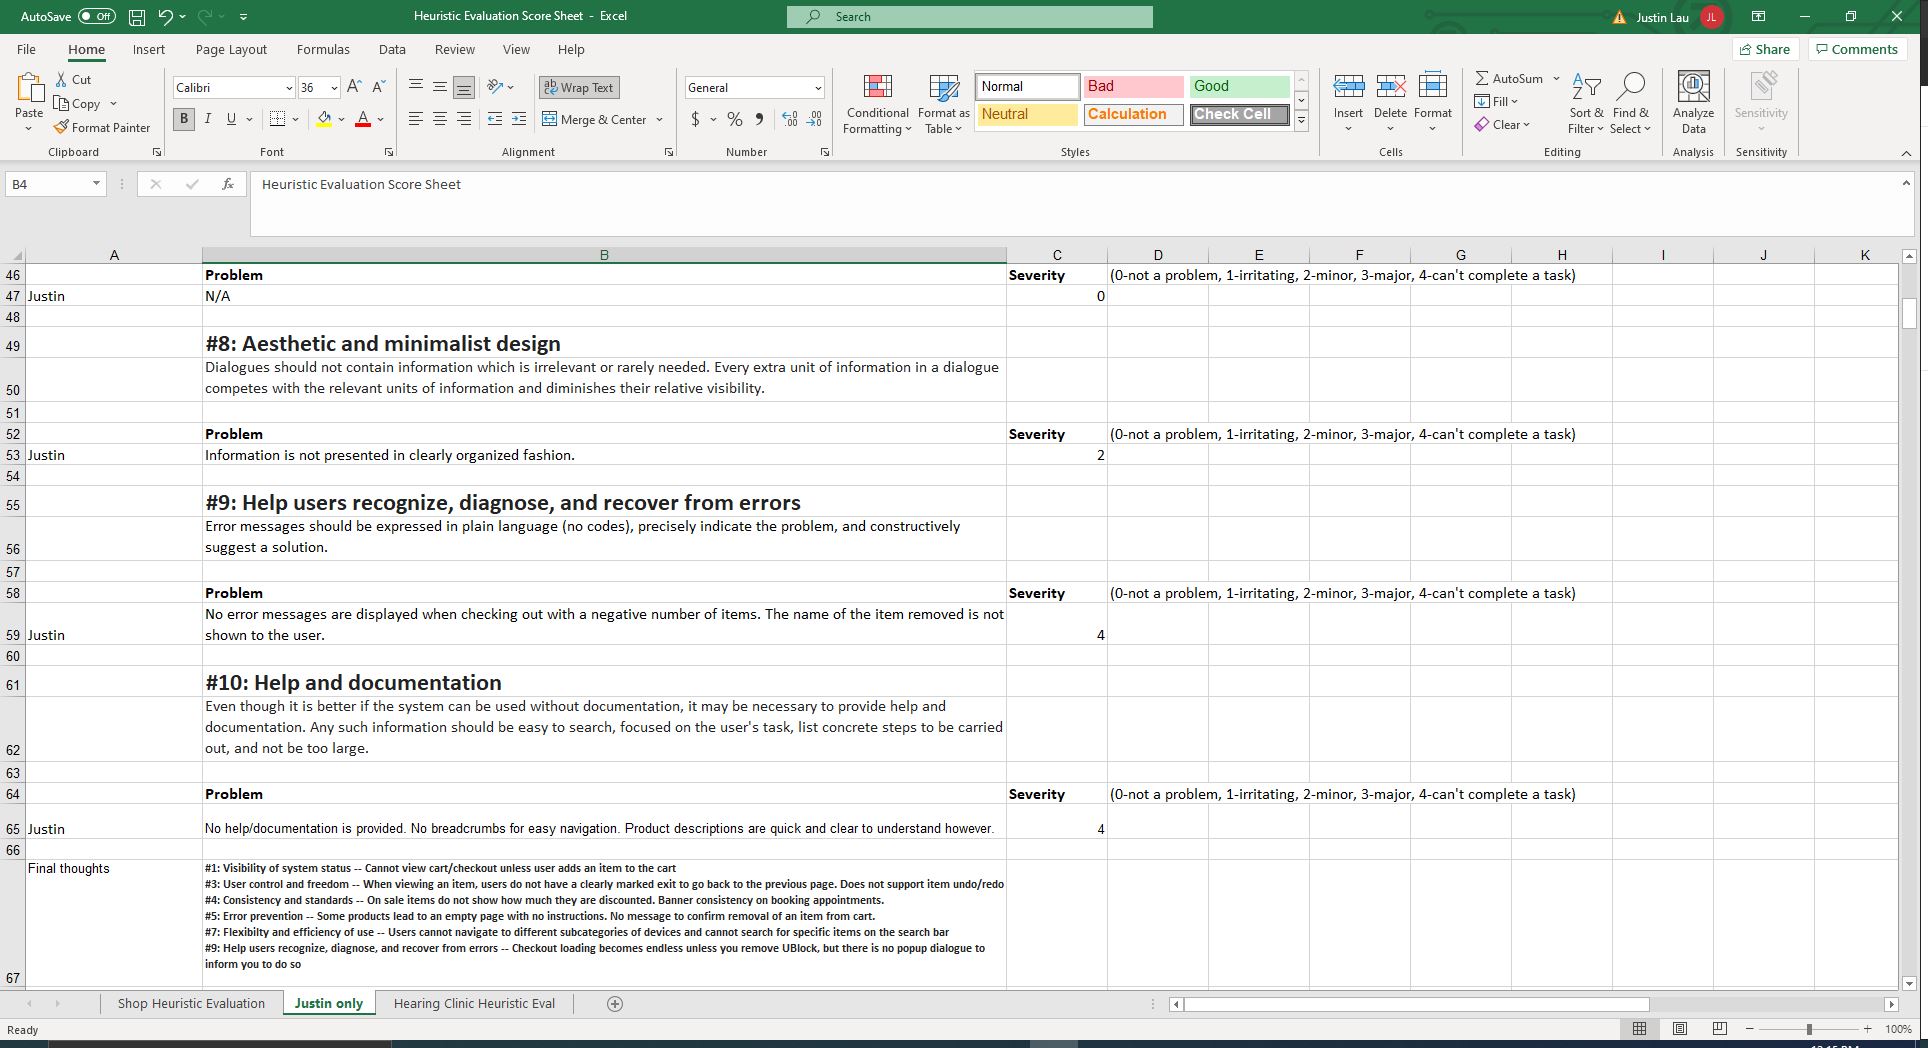 AutoSave Off
Heuristic Evaluation Score Sheet - Excel
Search
Justin Lau JL
File Home Insert Page Layout Formulas Data Review View Help
Share Comments
Paste
Cut
Copy
Format Painter
Clipboard
Calibri 36 A A
B I U A
Font
ab Wrap Text
Merge & Center
Alignment
General
$ % 9
Number
Conditional Formatting
Format as Table
Normal Bad Good
Neutral Calculation Check Cell
Styles
Insert Delete Format
Cells
AutoSum
Fill
Clear
Sort & Filter
Find & Select
Editing
Analyze Data
Analysis
Sensitivity
Sensitivity
B4 fx Heuristic Evaluation Score Sheet
A B C D E F G H I J K
46 Problem Severity (0-not a problem, 1-irritating, 2-minor, 3-major, 4-can't complete a task)
47 Justin N/A 0
48
49 #8: Aesthetic and minimalist design
Dialogues should not contain information which is irrelevant or rarely needed. Every extra unit of information in a dialogue
50 competes with the relevant units of information and diminishes their relative visibility.
51
52 Problem Severity (0-not a problem, 1-irritating, 2-minor, 3-major, 4-can't complete a task)
53 Justin Information is not presented in clearly organized fashion. 2
54
55 #9: Help users recognize, diagnose, and recover from errors
Error messages should be expressed in plain language (no codes), precisely indicate the problem, and constructively
56 suggest a solution.
57
58 Problem Severity (0-not a problem, 1-irritating, 2-minor, 3-major, 4-can't complete a task)
No error messages are displayed when checking out with a negative number of items. The name of the item removed is not
59 Justin shown to the user. 4
60
61 #10: Help and documentation
Even though it is better if the system can be used without documentation, it may be necessary to provide help and
documentation. Any such information should be easy to search, focused on the user's task, list concrete steps to be carried
62 out, and not be too large.
63
64 Problem Severity (0-not a problem, 1-irritating, 2-minor, 3-major, 4-can't complete a task)
65 Justin No help/documentation is provided. No breadcrumbs for easy navigation. Product descriptions are quick and clear to understand however. 4
66
Final thoughts #1: Visibility of system status -- Cannot view cart/checkout unless user adds an item to the cart
#3: User control and freedom -- When viewing an item, users do not have a clearly marked exit to go back to the previous page. Does not support item undo/redo
#4: Consistency and standards -- On sale items do not show how much they are discounted. Banner consistency on booking appointments.
#5: Error prevention -- Some products lead to an empty page with no instructions. No message to confirm removal of an item from cart.
#7: Flexibilty and efficiency of use -- Users cannot navigate to different subcategories of devices and cannot search for specific items on the search bar
#9: Help users recognize, diagnose, and recover from errors -- Checkout loading becomes endless unless you remove UBlock, but there is no popup dialogue to
inform you to do so
67
Shop Heuristic Evaluation Justin only Hearing Clinic Heuristic Eval
Ready 100%